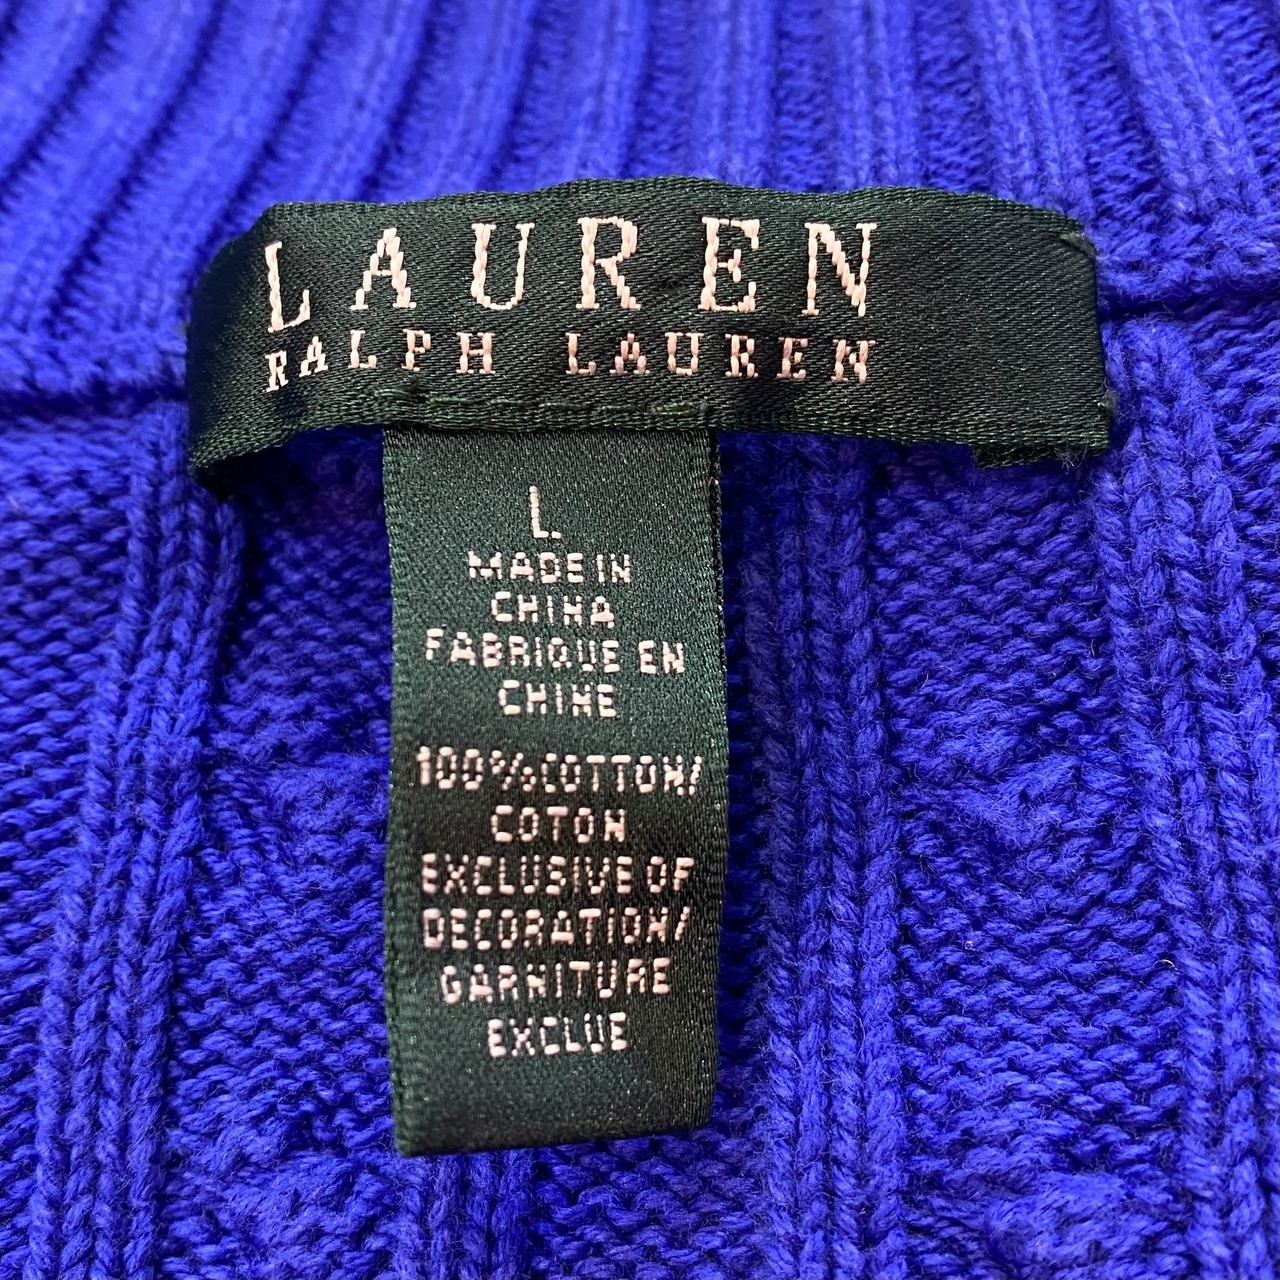 LAUREN
RALPH LAUREN
L
MADE IN
CHINA
FABRIQUE EN
CHINE
100% COTTON/
COTON
EXCLUSIVE OF
DECORATION/
GARNITURE
EXCLUE